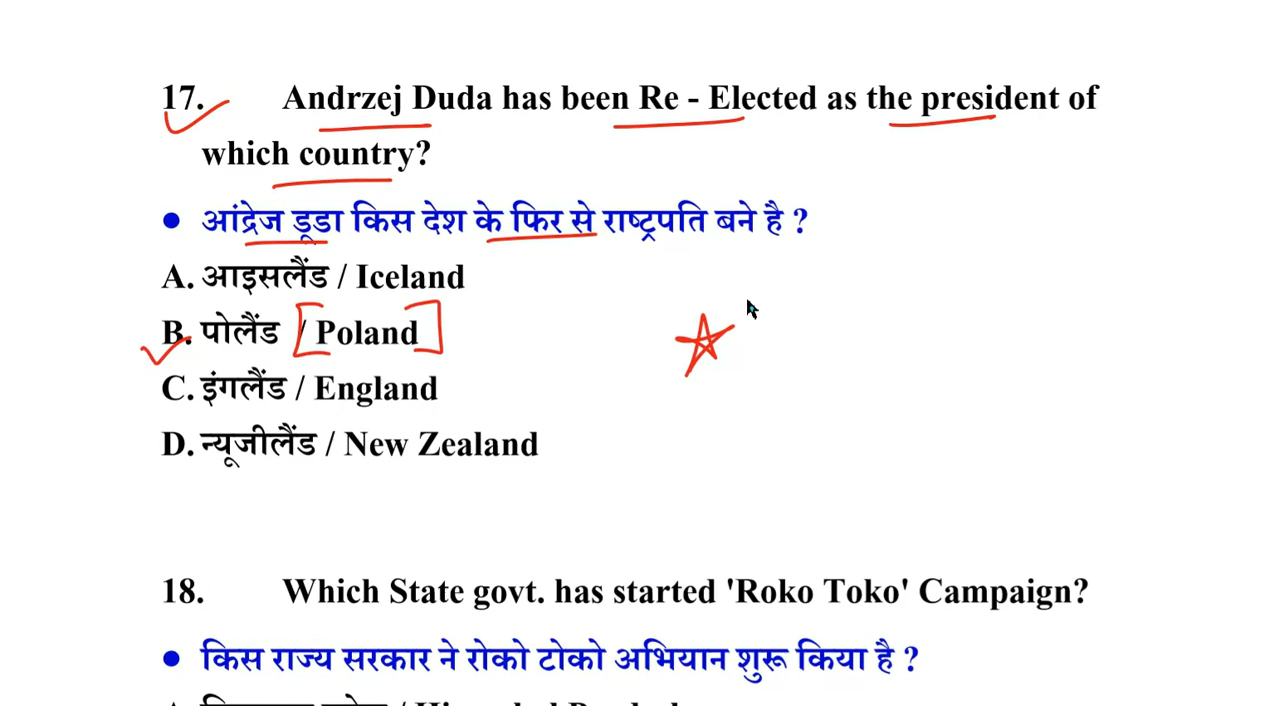 17. Andrzej Duda has been Re - Elected as the president of
which country?
● आंद्रेज डूडा किस देश के फिर से राष्ट्रपति बने है ?
A. आइसलैंड / Iceland
B. पोलैंड / Poland
C. इंगलैंड / England
D. न्यूजीलैंड / New Zealand
18. Which State govt. has started 'Roko Toko' Campaign?
● किस राज्य सरकार ने रोको टोको अभियान शुरू किया है ?